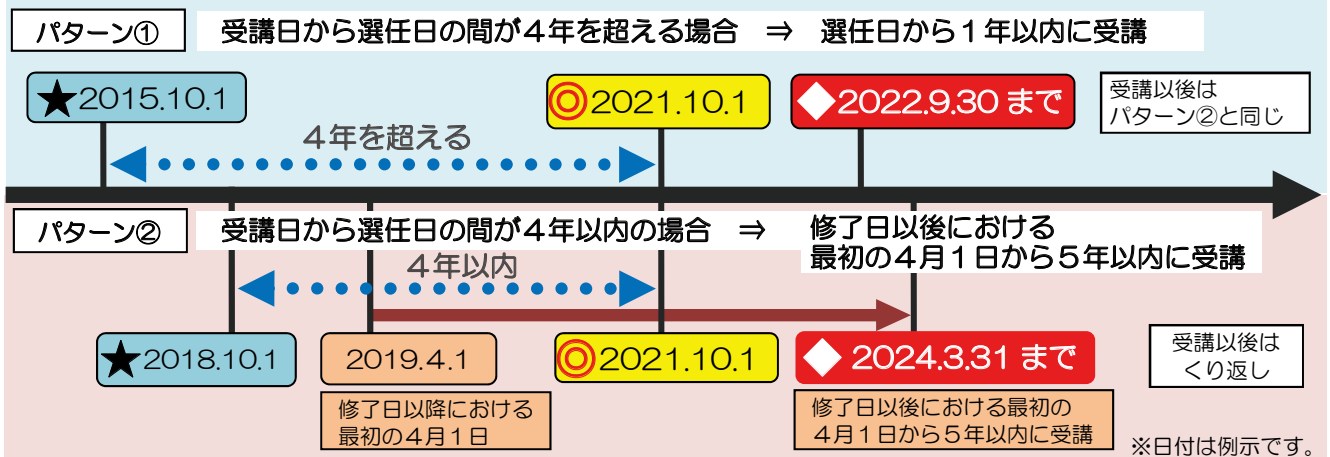 パターン① 受講日から選任日の間が４年を超える場合 ⇒ 選任日から１年以内に受講
★2015.10.1 ◎2021.10.1 ◆2022.9.30 まで
受講以後は
パターン②と同じ
４年を超える
パターン② 受講日から選任日の間が４年以内の場合 ⇒ 修了日以後における
最初の４月１日から５年以内に受講
４年以内
★2018.10.1 2019.4.1 ◎2021.10.1 ◆2024.3.31 まで
受講以後は
くり返し
修了日以降における
最初の４月１日
修了日以後における最初の
４月１日から５年以内に受講
※日付は例示です。